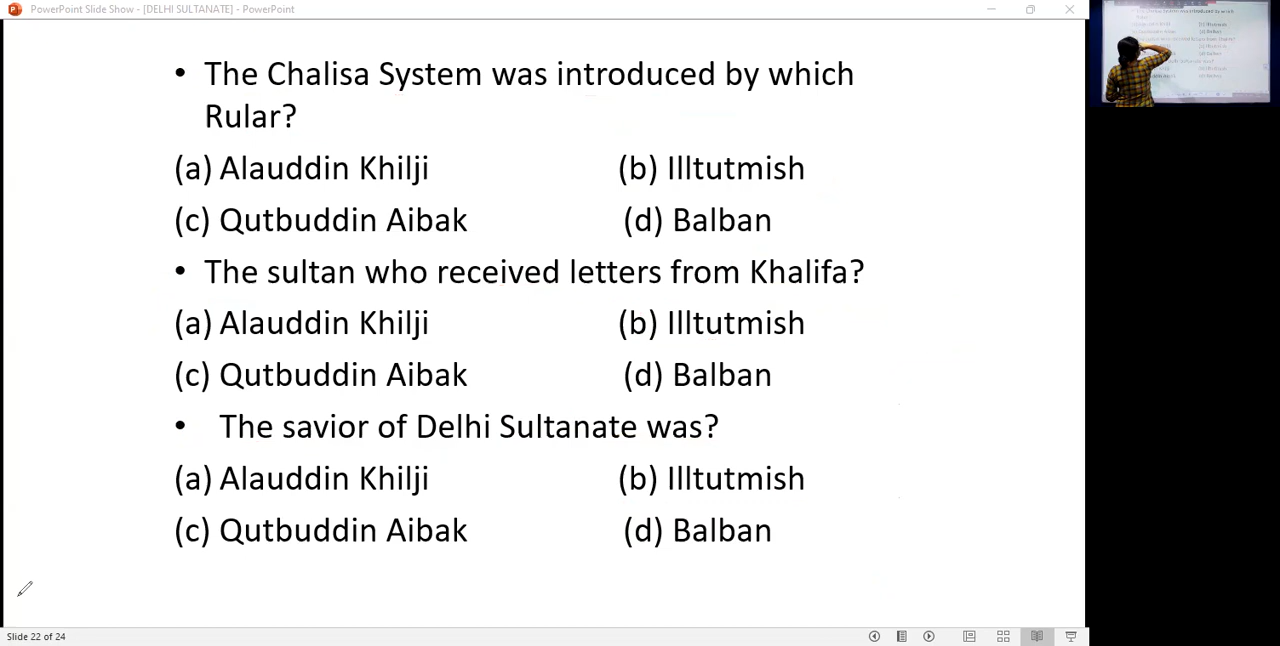 PowerPoint Slide Show - [DELHI SULTANATE] - PowerPoint
• The Chalisa System was introduced by which
Rular?
(a) Alauddin Khilji (b) Illtutmish
(c) Qutbuddin Aibak (d) Balban
• The sultan who received letters from Khalifa?
(a) Alauddin Khilji (b) Illtutmish
(c) Qutbuddin Aibak (d) Balban
• The savior of Delhi Sultanate was?
(a) Alauddin Khilji (b) Illtutmish
(c) Qutbuddin Aibak (d) Balban
Slide 22 of 24